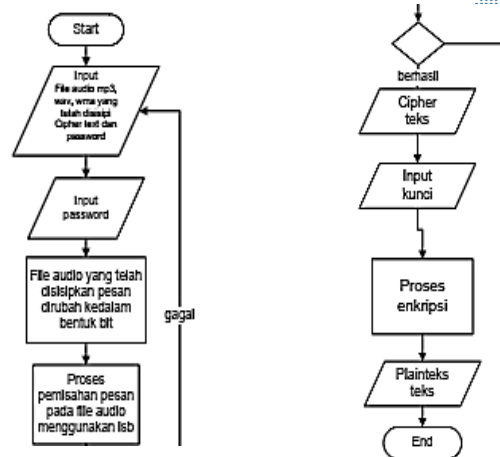 Start
Input
File audio mp3,
wav, wma yang
telah disisipi
Cipher text dan
password
Input
password
File audio yang telah
disisipkan pesan
dirubah kedalam
bentuk bit
gagal
Proses
pemisahan pesan
pada file audio
menggunakan lsb
berhasil
Cipher
teks
Input
kunci
Proses
enkripsi
Plainteks
teks
End